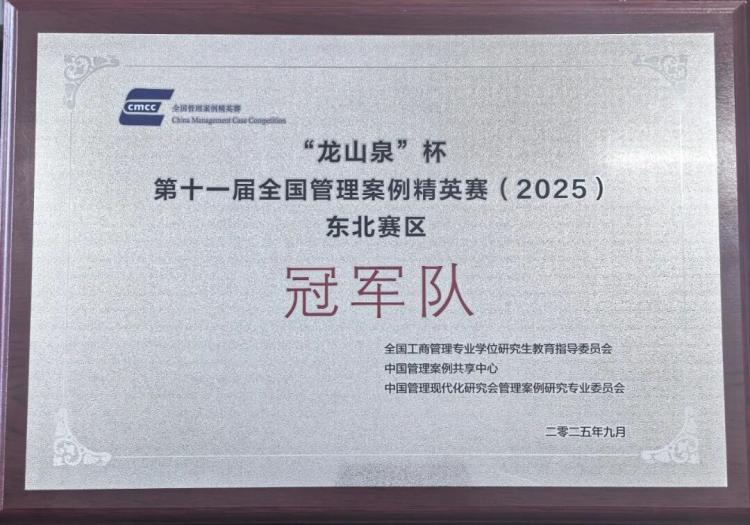 cmcc
全国管理案例精英赛
China Management Case Competition
“龙山泉”杯
第十一届全国管理案例精英赛（2025）
东北赛区
冠军队
全国工商管理专业学位研究生教育指导委员会
中国管理案例共享中心
中国管理现代化研究会管理案例研究专业委员会
二零二五年九月